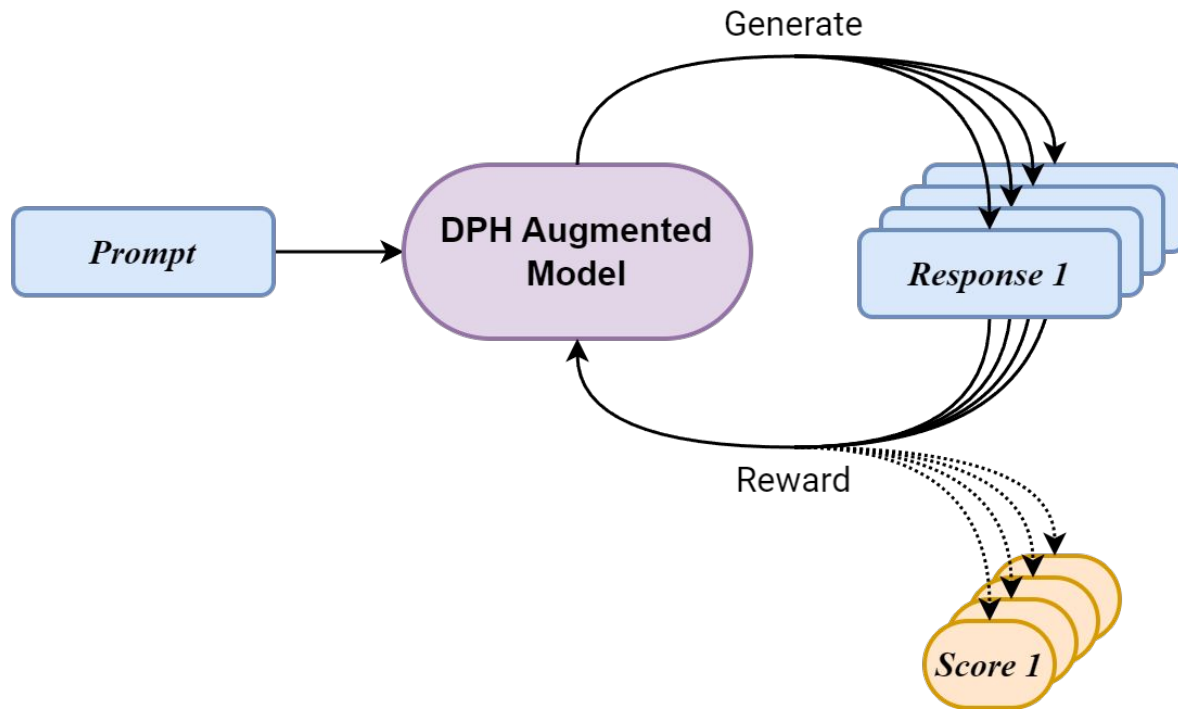 Generate
Prompt
DPH Augmented
Model
Response 1
Reward
Score 1